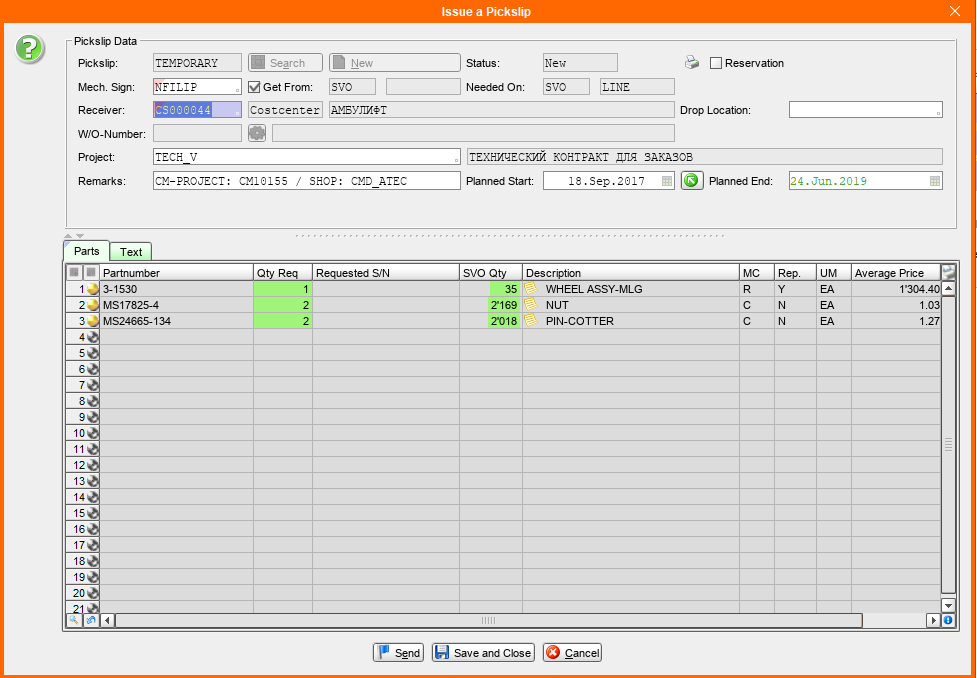 Issue a Pickslip
Pickslip Data
Pickslip: TEMPORARY Search New Status: New Reservation
Mech. Sign: NFILIP Get From: SVO Needed On: SVO LINE
Receiver: CS000044 Costcenter АМБУЛИФТ Drop Location:
W/O-Number:
Project: TECH_V ТЕХНИЧЕСКИЙ КОНТРАКТ ДЛЯ ЗАКАЗОВ
Remarks: CM-PROJECT: CM10155 / SHOP: CMD_ATEC Planned Start: 18.Sep.2017 Planned End: 24.Jun.2019
Parts Text
Partnumber Qty Req Requested S/N SVO Qty Description MC Rep. UM Average Price
1 3-1530 1 35 WHEEL ASSY-MLG R Y EA 1'304.40
2 MS17825-4 2 2'169 NUT C N EA 1.03
3 MS24665-134 2 2'018 PIN-COTTER C N EA 1.27
4
5
6
7
8
9
10
11
12
13
14
15
16
17
18
19
20
21
Send Save and Close Cancel